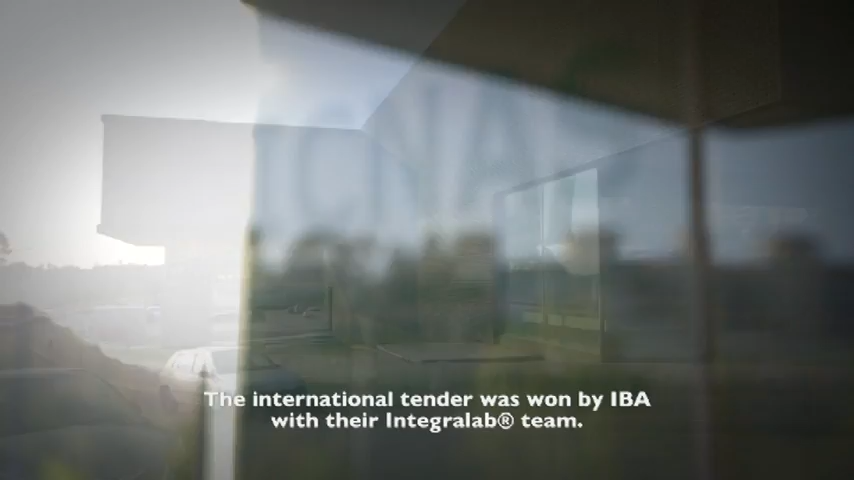 The international tender was won by IBA
with their Integralab® team.